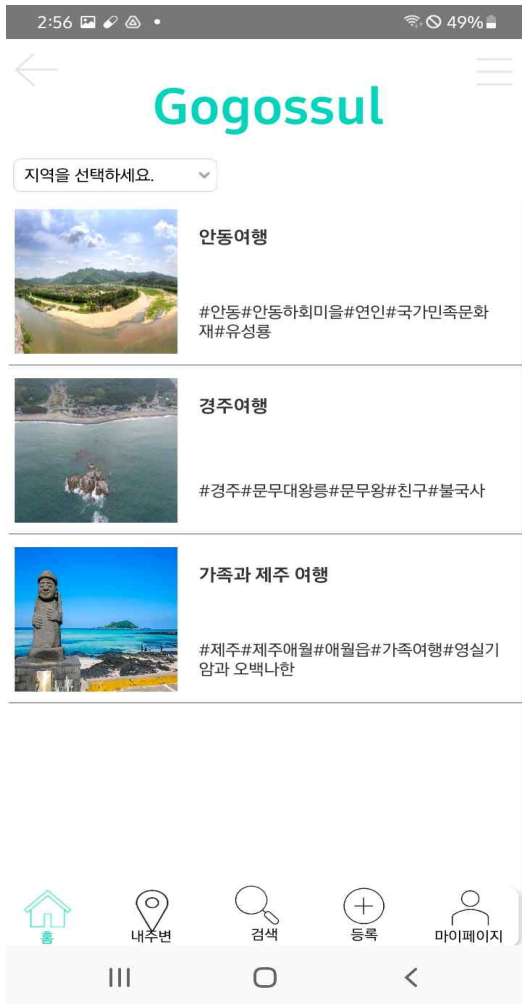 2:56
49%
Gogossul
지역을 선택하세요.
안동여행
#안동#안동하회미을#연인#국가민족문화
재#유성룡
경주여행
#경주#문무대왕릉#문무왕#친구#불국사
가족과 제주 여행
#제주#제주애월#애월읍#가족여행#영실기
암과 오백나한
홈
내주변
검색
등록
마이페이지